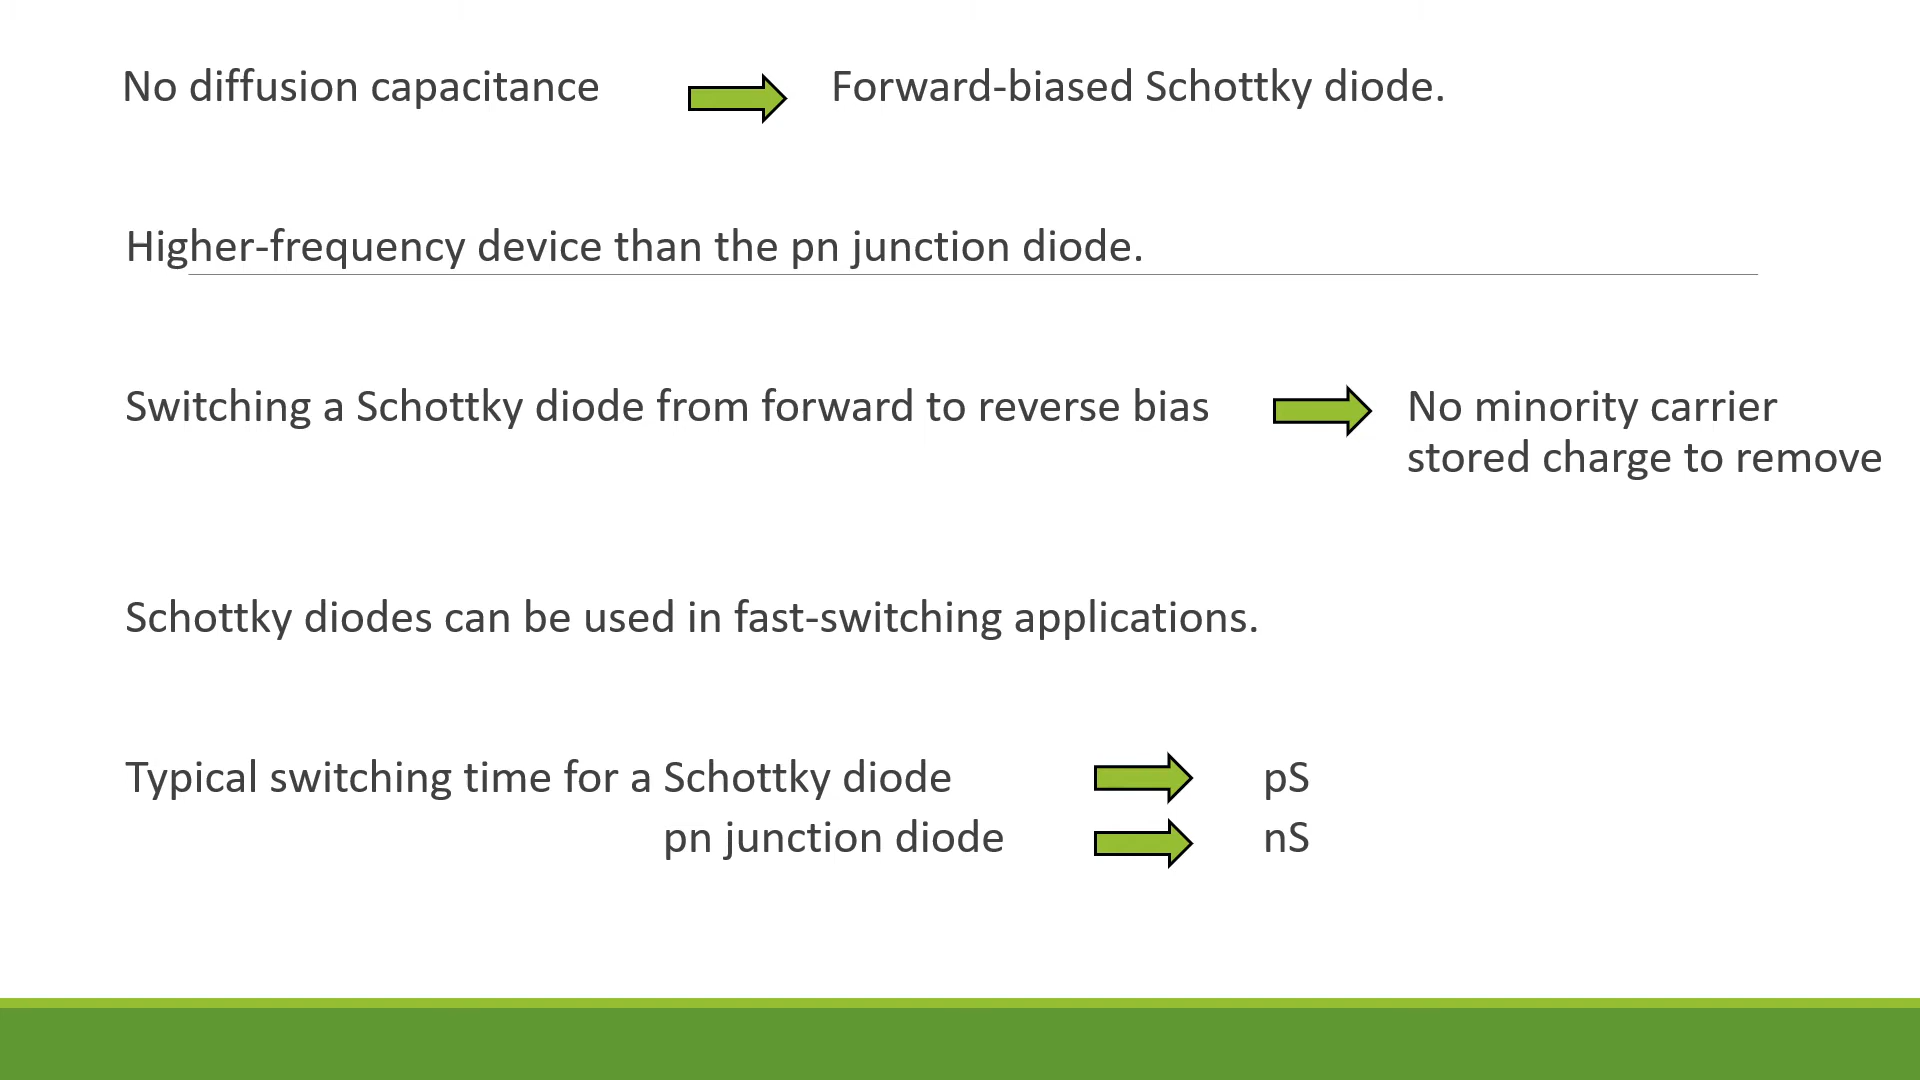 No diffusion capacitance Forward-biased Schottky diode.
Higher-frequency device than the pn junction diode.
Switching a Schottky diode from forward to reverse bias No minority carrier
stored charge to remove
Schottky diodes can be used in fast-switching applications.
Typical switching time for a Schottky diode pS
pn junction diode nS